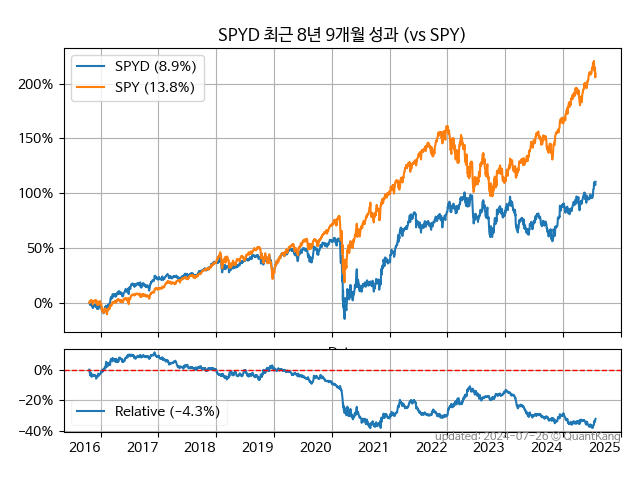 SPYD 최근 8년 9개월 성과 (vs SPY)
SPYD (8.9%)
SPY (13.8%)
200%
150%
100%
50%
0%
0%
−20%
−40%
Relative (−4.3%)
2016 2017 2018 2019 2020 2021 2022 2023 2024 2025
updated: 2024-07-26 © QuantKang